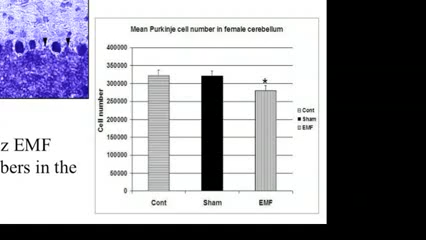 Mean Purkinje cell number in female cerebellum
400000
350000
300000
250000
200000
150000
100000
50000
0
Cell number
*
Cont
Sham
EMF
Cont
Sham
EMF
z EMF
bers in the